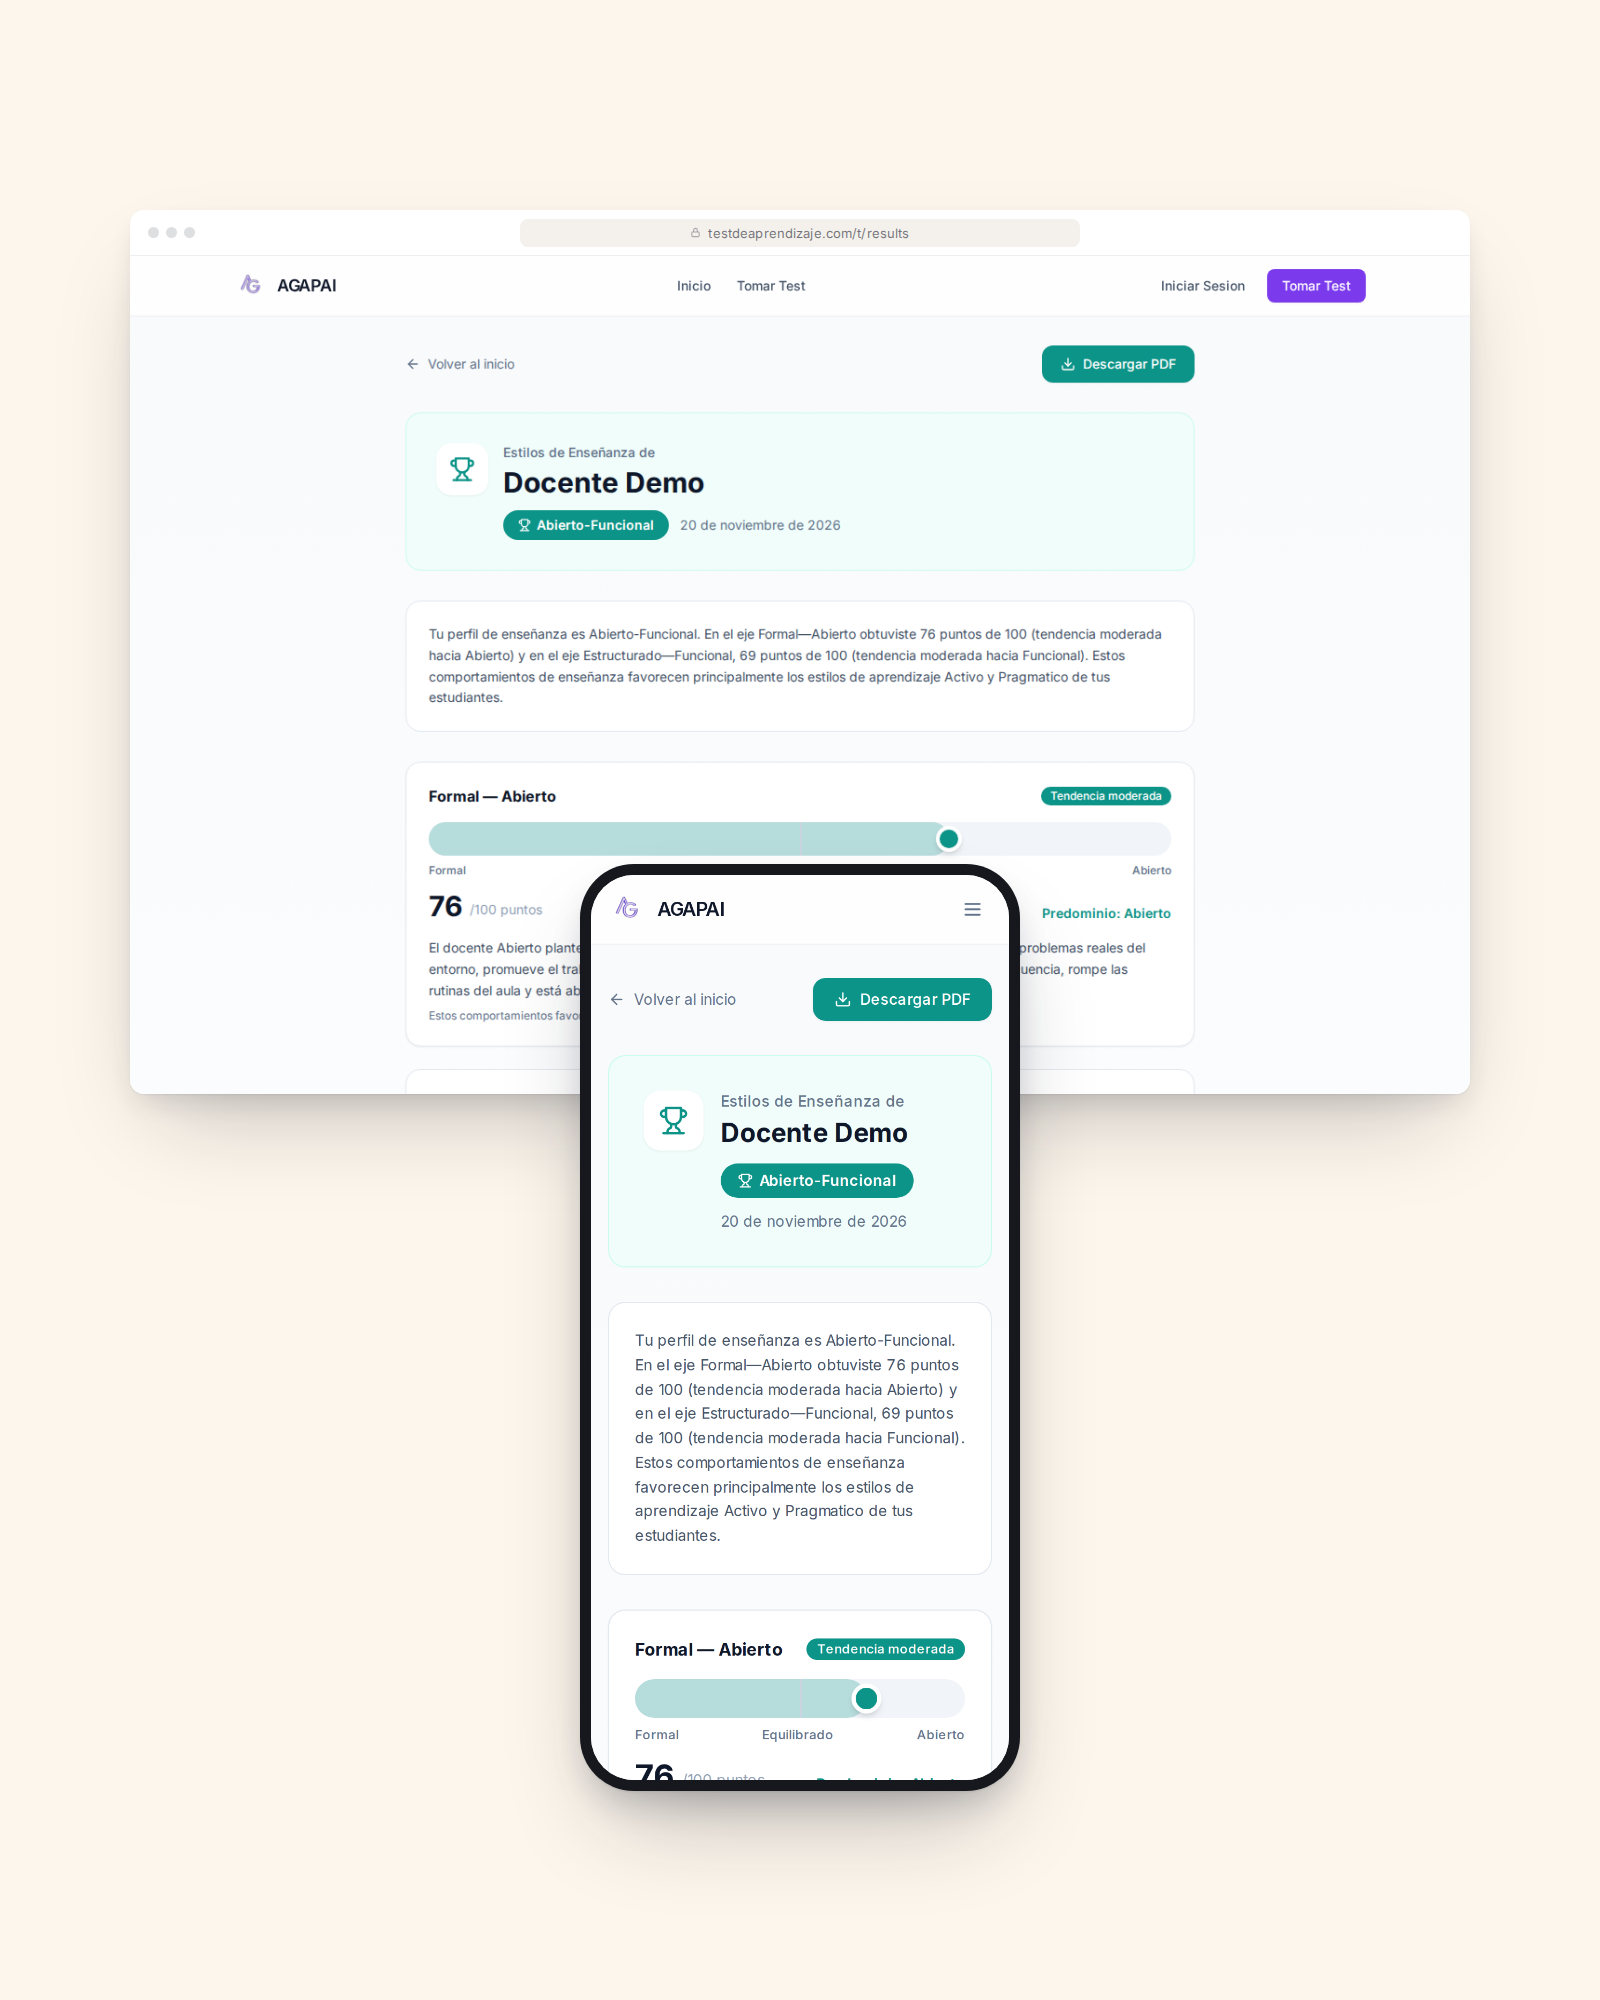 testdeaprendizaje.com/t/results
AGAPAI
Inicio
Tomar Test
Iniciar Sesion
Tomar Test
Volver al inicio
Descargar PDF
Estilos de Enseñanza de
Docente Demo
Abierto-Funcional
20 de noviembre de 2026
Tu perfil de enseñanza es Abierto-Funcional. En el eje Formal—Abierto obtuviste 76 puntos de 100 (tendencia moderada
hacia Abierto) y en el eje Estructurado—Funcional, 69 puntos de 100 (tendencia moderada hacia Funcional). Estos
comportamientos de enseñanza favorecen principalmente los estilos de aprendizaje Activo y Pragmatico de tus
estudiantes.
Formal — Abierto
Tendencia moderada
Formal
Abierto
76 /100 puntos
Predominio: Abierto
El docente Abierto problemas reales del
entorno, promueve el rompe las
rutinas del aula y está
Estos comportamientos
AGAPAI
Volver al inicio
Descargar PDF
Estilos de Enseñanza de
Docente Demo
Abierto-Funcional
20 de noviembre de 2026
Tu perfil de enseñanza es Abierto-Funcional.
En el eje Formal—Abierto obtuviste 76 puntos
de 100 (tendencia moderada hacia Abierto) y
en el eje Estructurado—Funcional, 69 puntos
de 100 (tendencia moderada hacia Funcional).
Estos comportamientos de enseñanza
favorecen principalmente los estilos de
aprendizaje Activo y Pragmatico de tus
estudiantes.
Formal — Abierto
Tendencia moderada
Formal
Equilibrado
Abierto
76 /100 puntos